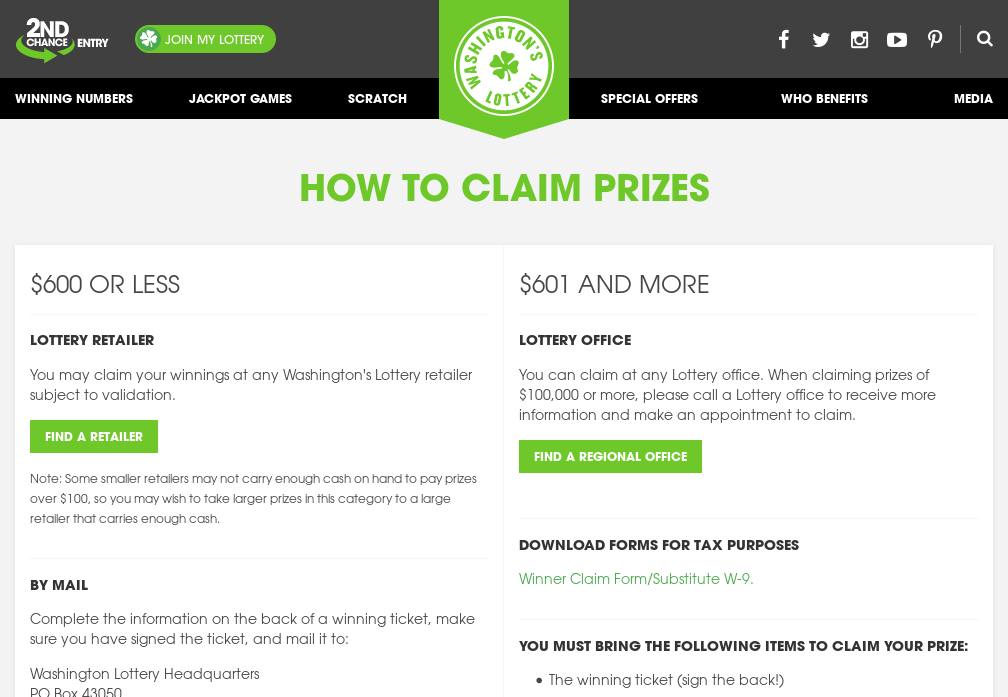 2ND
CHANCE ENTRY
JOIN MY LOTTERY
WASHINGTON'S
LOTTERY
WINNING NUMBERS
JACKPOT GAMES
SCRATCH
SPECIAL OFFERS
WHO BENEFITS
MEDIA
HOW TO CLAIM PRIZES
$600 OR LESS
LOTTERY RETAILER
You may claim your winnings at any Washington's Lottery retailer
subject to validation.
FIND A RETAILER
Note: Some smaller retailers may not carry enough cash on hand to pay prizes
over $100, so you may wish to take larger prizes in this category to a large
retailer that carries enough cash.
BY MAIL
Complete the information on the back of a winning ticket, make
sure you have signed the ticket, and mail it to:
Washington Lottery Headquarters
PO Box 43050
$601 AND MORE
LOTTERY OFFICE
You can claim at any Lottery office. When claiming prizes of
$100,000 or more, please call a Lottery office to receive more
information and make an appointment to claim.
FIND A REGIONAL OFFICE
DOWNLOAD FORMS FOR TAX PURPOSES
Winner Claim Form/Substitute W-9.
YOU MUST BRING THE FOLLOWING ITEMS TO CLAIM YOUR PRIZE:
• The winning ticket (sign the back!)